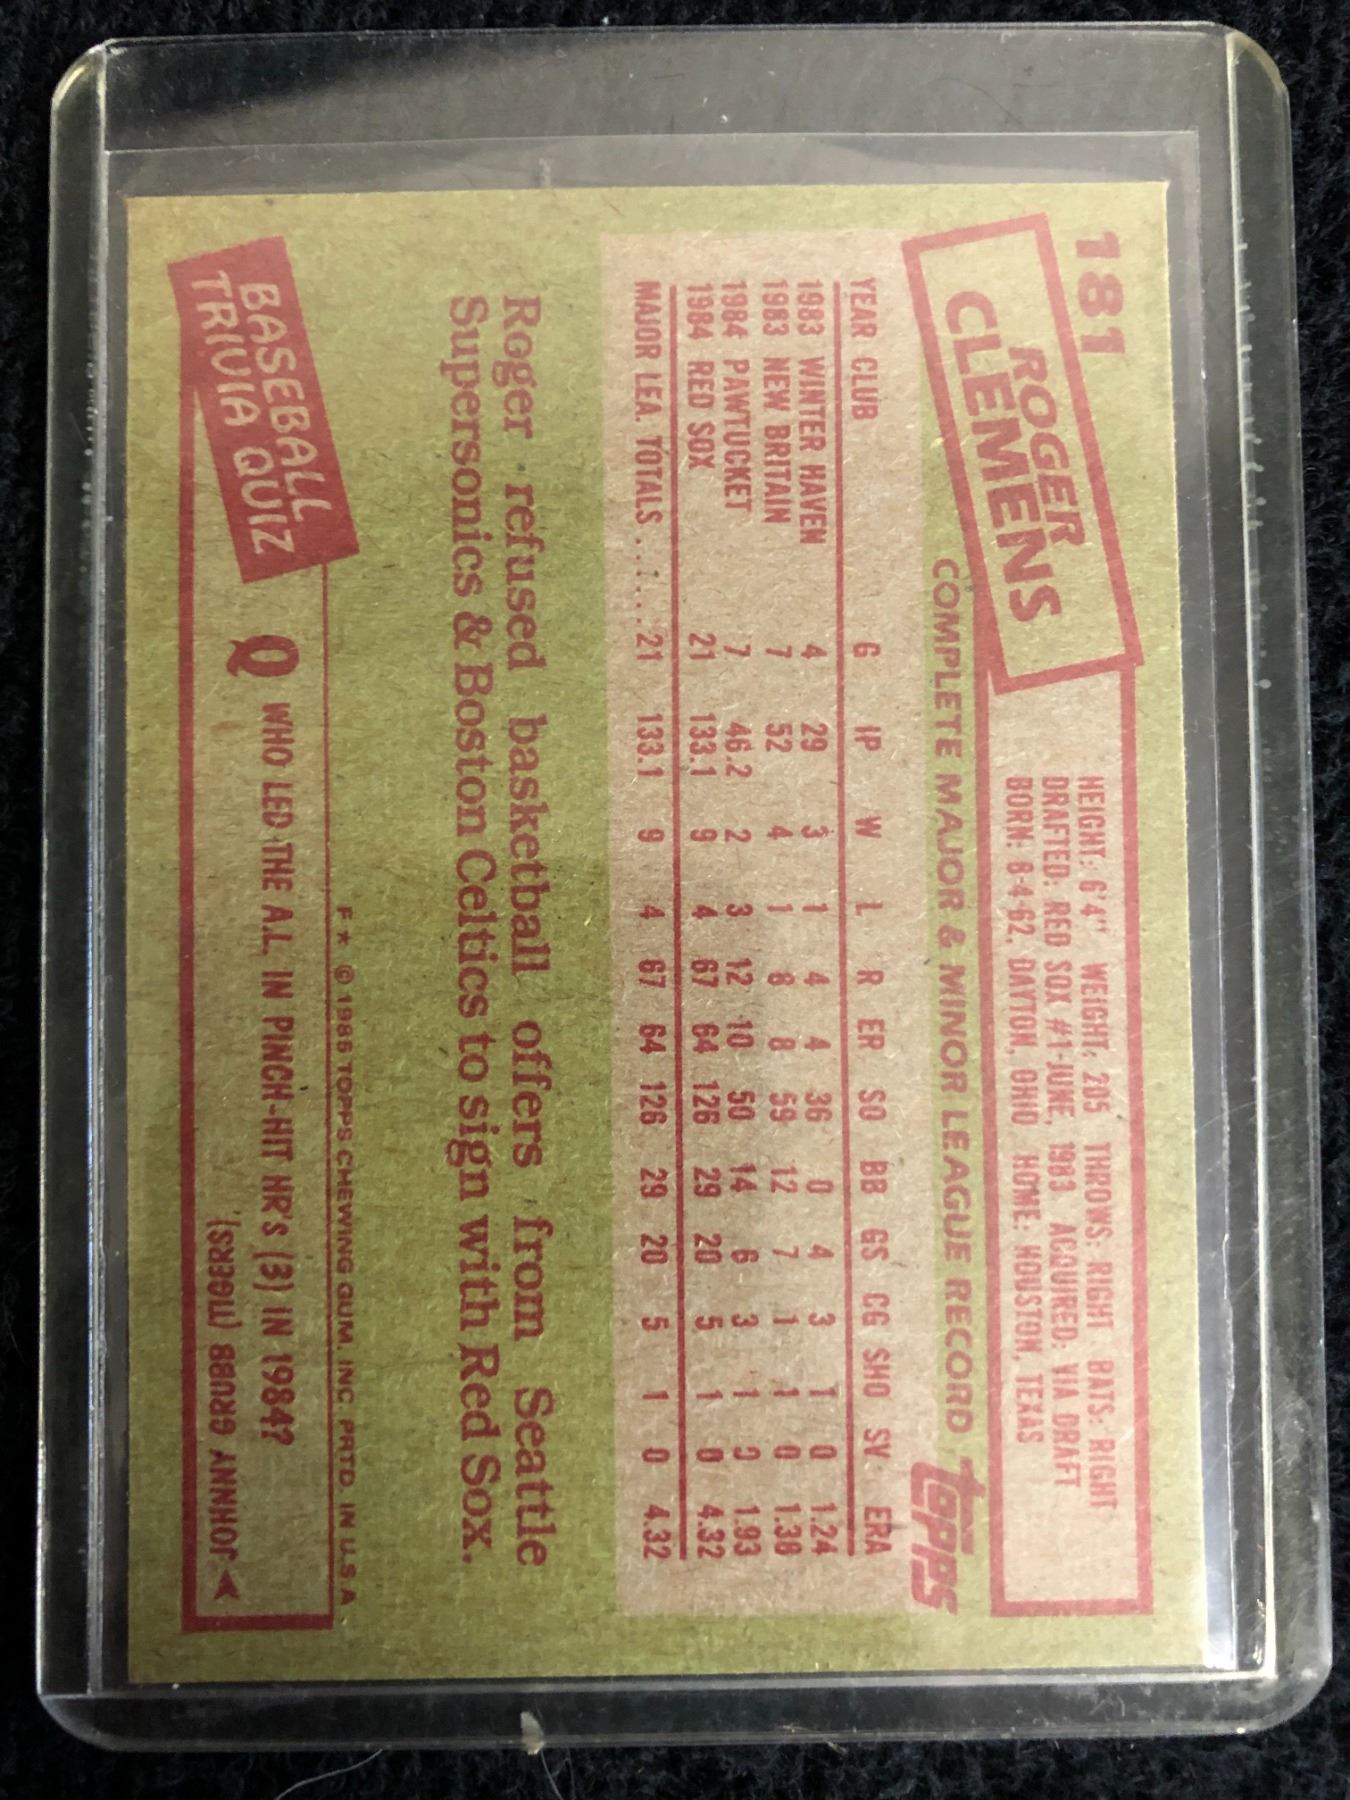 181
ROGER
CLEMENS
HEIGHT: 6'4" WEIGHT: 205 THROWS: RIGHT BATS: RIGHT
DRAFTED: RED SOX #1-JUNE, 1983 ACQUIRED: VIA DRAFT
BORN: 8-4-62, DAYTON, OHIO HOME: HOUSTON, TEXAS
COMPLETE MAJOR & MINOR LEAGUE RECORD topps
YEAR CLUB G IP W L R ER SO BB GS CG SHO SV ERA
1983 WINTER HAVEN 4 29 3 1 4 4 36 0 4 3 1 0 1.24
1983 NEW BRITAIN 7 52 4 1 8 8 59 12 7 1 1 0 1.38
1984 PAWTUCKET 7 46.2 2 3 12 10 50 14 6 3 1 0 1.93
1984 RED SOX 21 133.1 9 4 67 64 126 29 20 5 1 0 4.32
MAJOR LEA. TOTALS ...... 21 133.1 9 4 67 64 126 29 20 5 1 0 4.32
Roger refused basketball offers from Seattle
Supersonics & Boston Celtics to sign with Red Sox.
F ★ © 1985 TOPPS CHEWING GUM, INC. PRTD. IN U.S.A
BASEBALL
TRIVIA QUIZ
Q WHO LED THE A.L. IN PINCH-HIT HR's (3) IN 1984?
JOHNNY GRUBB (TIGERS).